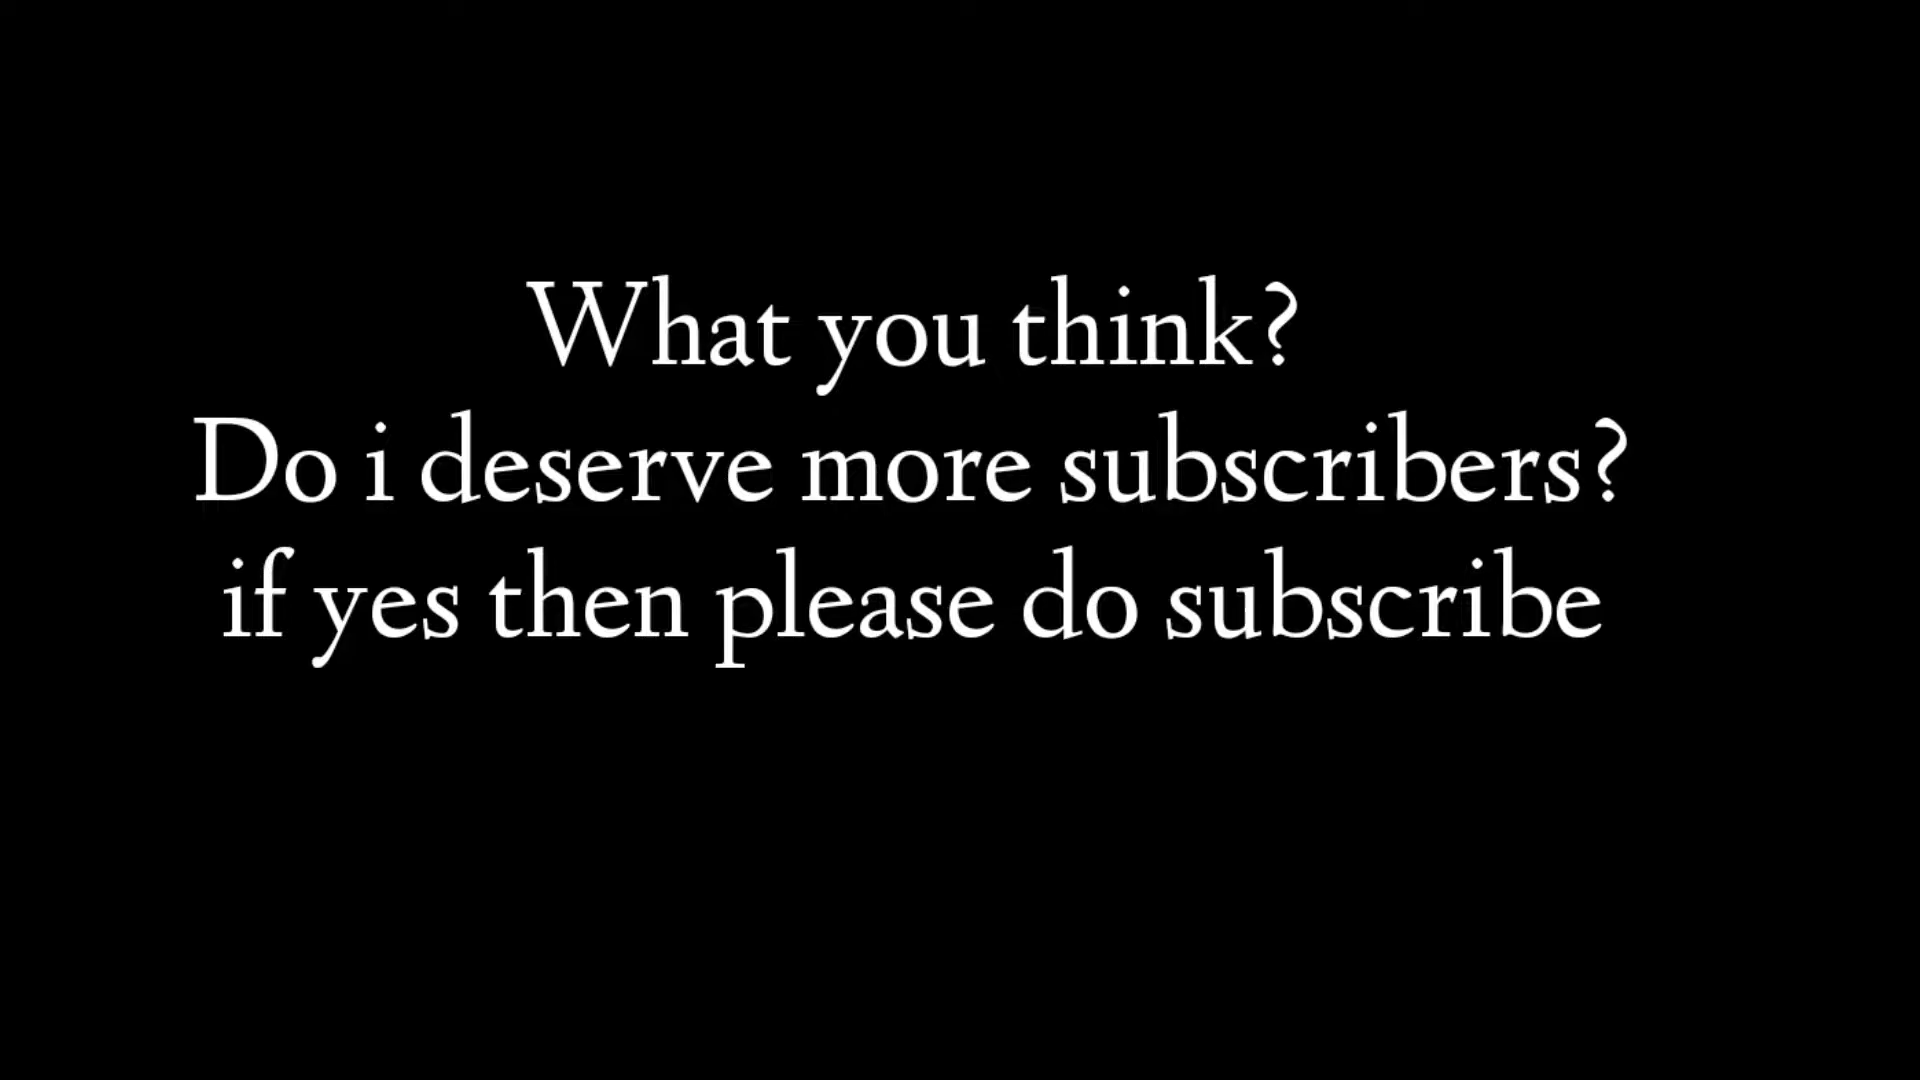 What you think?
Do i deserve more subscribers?
if yes then please do subscribe